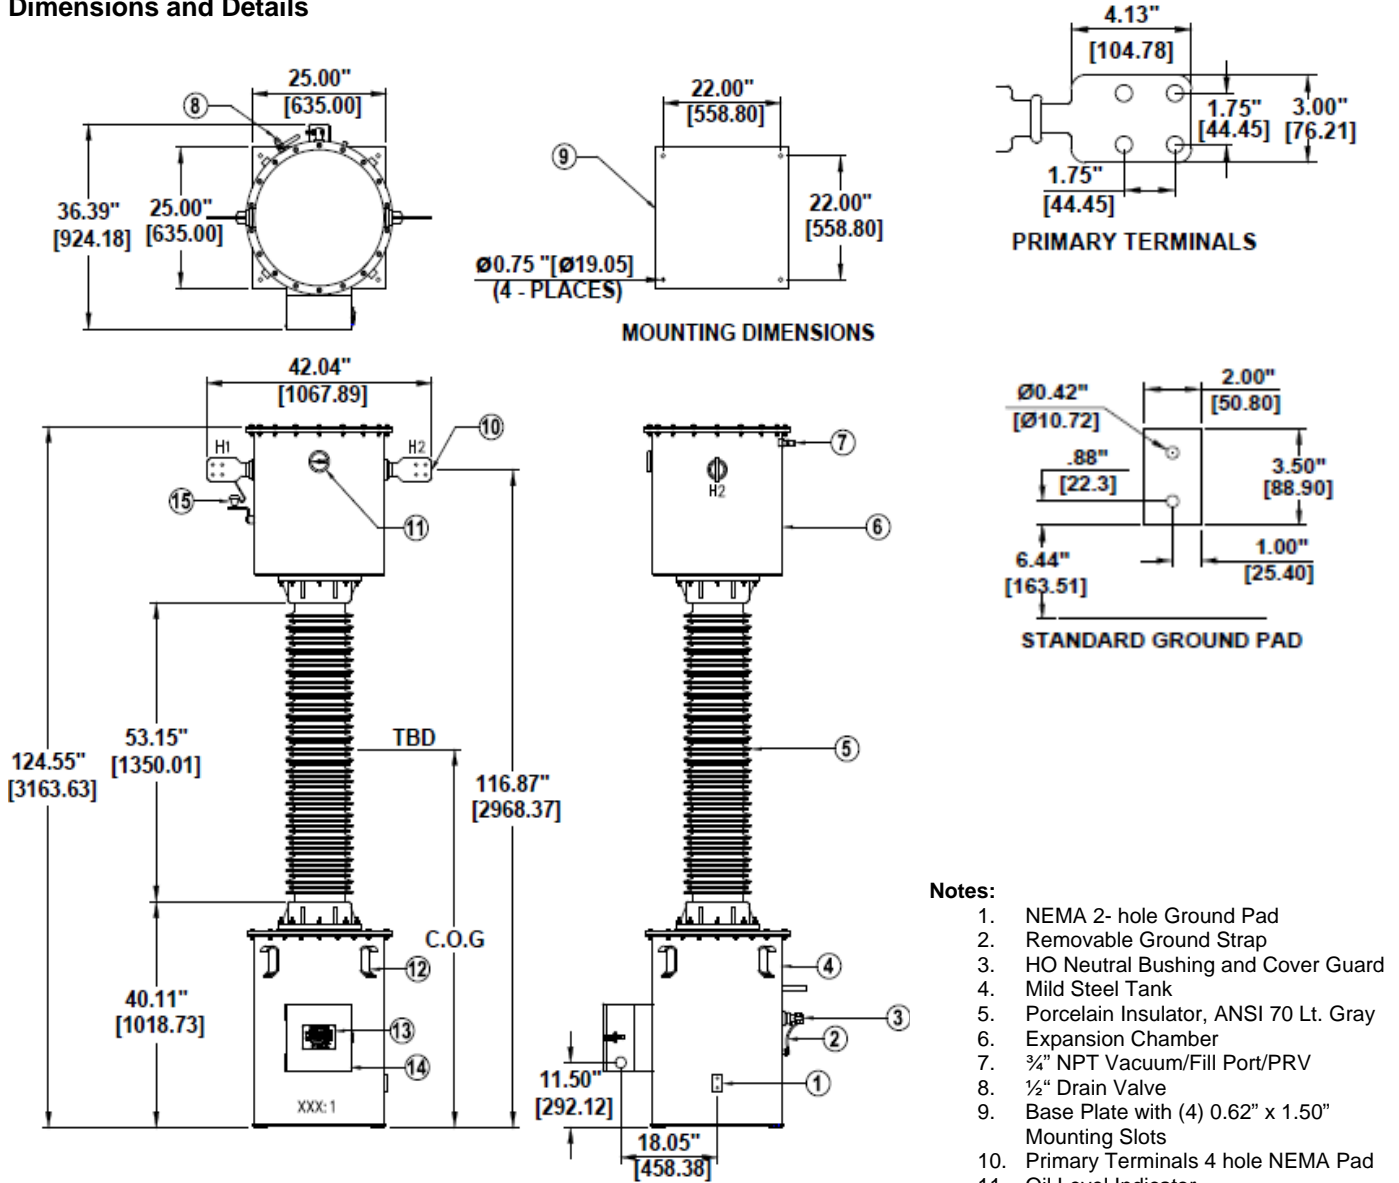 Dimensions and Details
25.00"
[635.00]
8
36.39"
[924.18]
25.00"
[635.00]
22.00"
[558.80]
9
22.00"
[558.80]
Ø0.75 "[Ø19.05]
(4 - PLACES)
MOUNTING DIMENSIONS
4.13"
[104.78]
1.75"
[44.45]
3.00"
[76.21]
1.75"
[44.45]
PRIMARY TERMINALS
42.04"
[1067.89]
H1
H2
10
15
11
H2
7
6
Ø0.42"
[Ø10.72]
2.00"
[50.80]
.88"
[22.3]
3.50"
[88.90]
6.44"
[163.51]
1.00"
[25.40]
STANDARD GROUND PAD
124.55"
[3163.63]
53.15"
[1350.01]
TBD
116.87"
[2968.37]
5
C.O.G
12
40.11"
[1018.73]
13
14
XXX: 1
4
3
2
1
11.50"
[292.12]
18.05"
[458.38]
Notes:
1. NEMA 2- hole Ground Pad
2. Removable Ground Strap
3. HO Neutral Bushing and Cover Guard
4. Mild Steel Tank
5. Porcelain Insulator, ANSI 70 Lt. Gray
6. Expansion Chamber
7. ¾" NPT Vacuum/Fill Port/PRV
8. ½" Drain Valve
9. Base Plate with (4) 0.62" x 1.50"
Mounting Slots
10. Primary Terminals 4 hole NEMA Pad
11. Oil Level Indicator